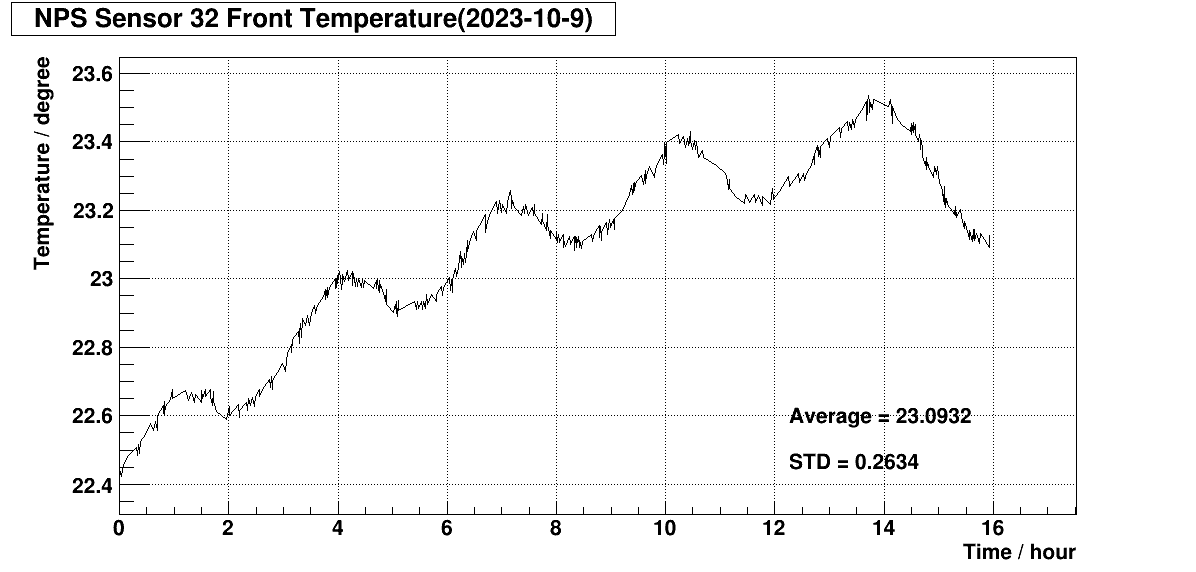 NPS Sensor 32 Front Temperature(2023-10-9)
Temperature / degree
23.6
23.4
23.2
23
22.8
22.6
22.4
Average = 23.0932
STD = 0.2634
0 2 4 6 8 10 12 14 16
Time / hour